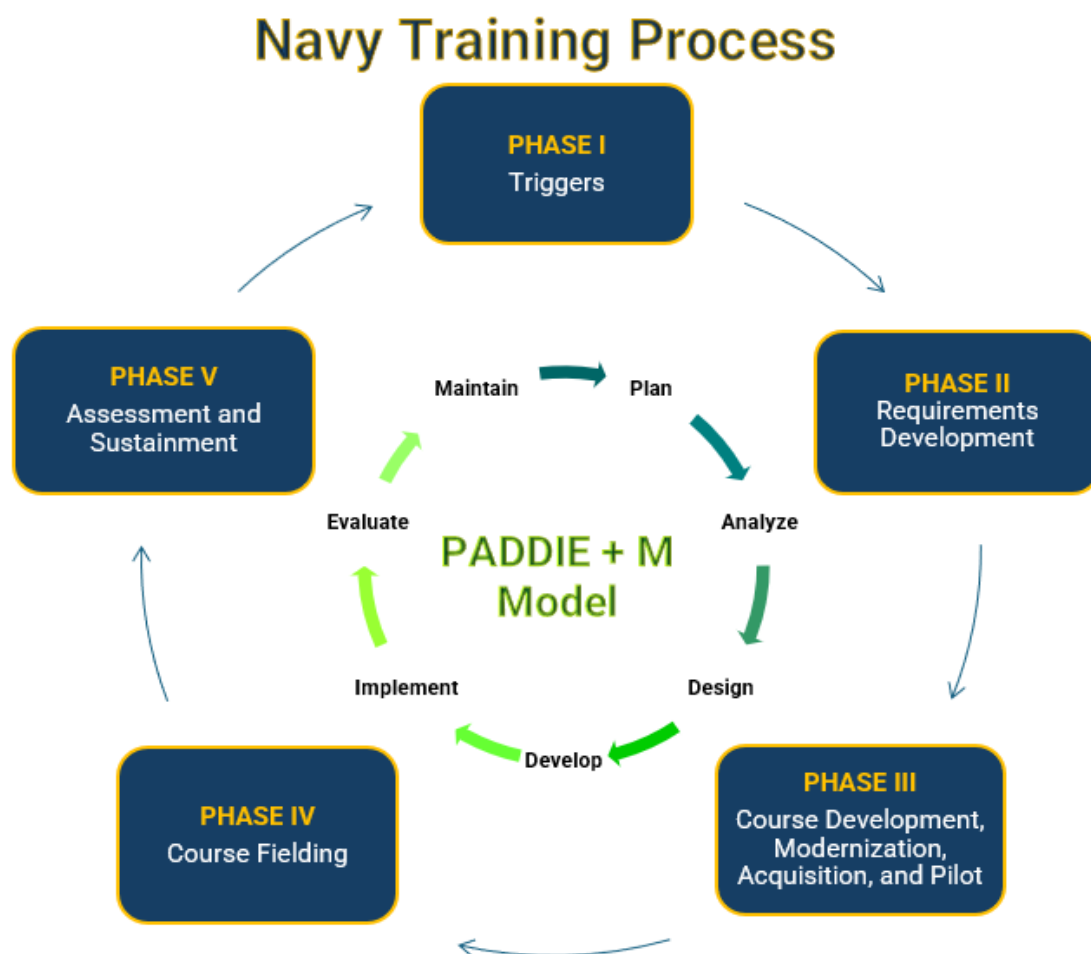 Navy Training Process
PHASE I
Triggers
PHASE II
Requirements
Development
PHASE III
Course Development,
Modernization,
Acquisition, and Pilot
PHASE IV
Course Fielding
PHASE V
Assessment and
Sustainment
PADDIE + M
Model
Plan
Analyze
Design
Develop
Implement
Evaluate
Maintain